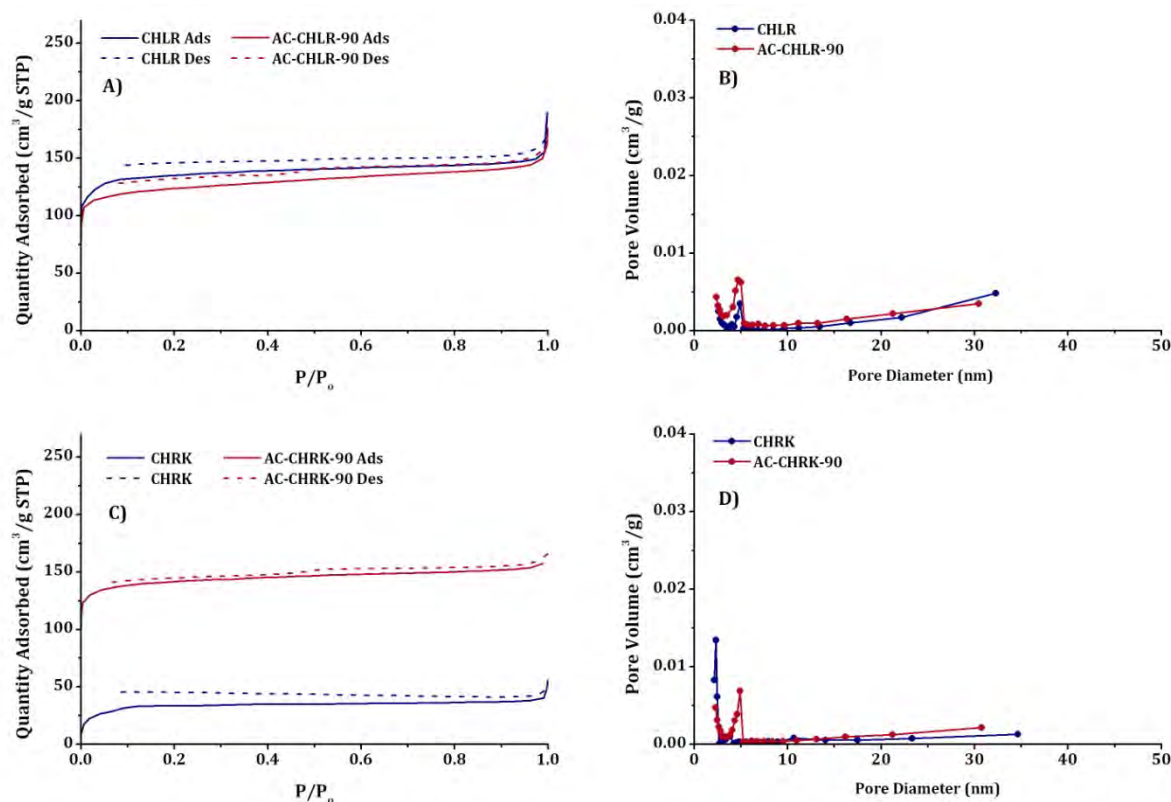 CHLR Ads AC-CHLR-90 Ads
CHLR Des AC-CHLR-90 Des
A)
250
200
150
100
50
0
0.0 0.2 0.4 0.6 0.8 1.0
Quantity Adsorbed (cm³/g STP)
P/Pₒ
CHLR
AC-CHLR-90
B)
0.04
0.03
0.02
0.01
0.00
0 10 20 30 40 50
Pore Volume (cm³/g)
Pore Diameter (nm)
CHRK AC-CHRK-90 Ads
CHRK AC-CHRK-90 Des
C)
250
200
150
100
50
0
0.0 0.2 0.4 0.6 0.8 1.0
Quantity Adsorbed (cm³/g STP)
P/Pₒ
CHRK
AC-CHRK-90
D)
0.04
0.03
0.02
0.01
0.00
0 10 20 30 40 50
Pore Volume (cm³/g)
Pore Diameter (nm)